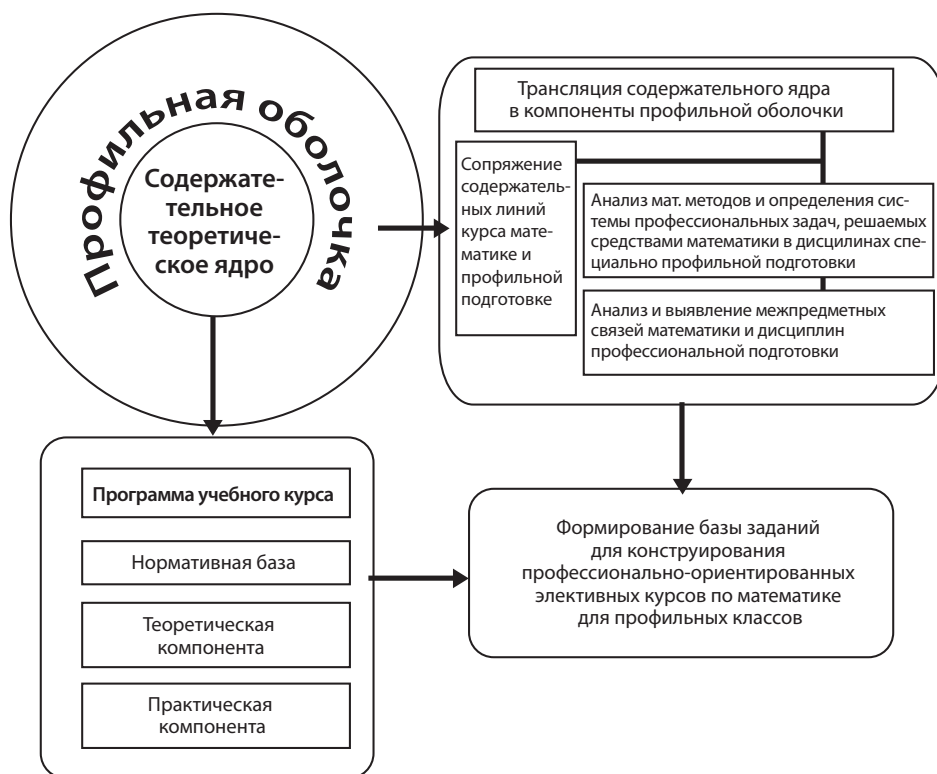 Профильная оболочка
Содержате-
тельное
теоретиче-
ское ядро
Трансляция содержательного ядра
в компоненты профильной оболочки
Сопряжение
содержатель-
ных линий
курса мате-
матике и
профильной
подготовке
Анализ мат. методов и определения сис-
темы профессиональных задач, решаемых
средствами математики в дисцилинах спе-
циально профильной подготовки
Анализ и выявление межпредметных
связей математики и дисциплин
профессиональной подготовки
Программа учебного курса
Нормативная база
Теоретическая
компонента
Практическая
компонента
Формирование базы заданий
для конструирования
профессионально-ориентированных
элективных курсов по математике
для профильных классов